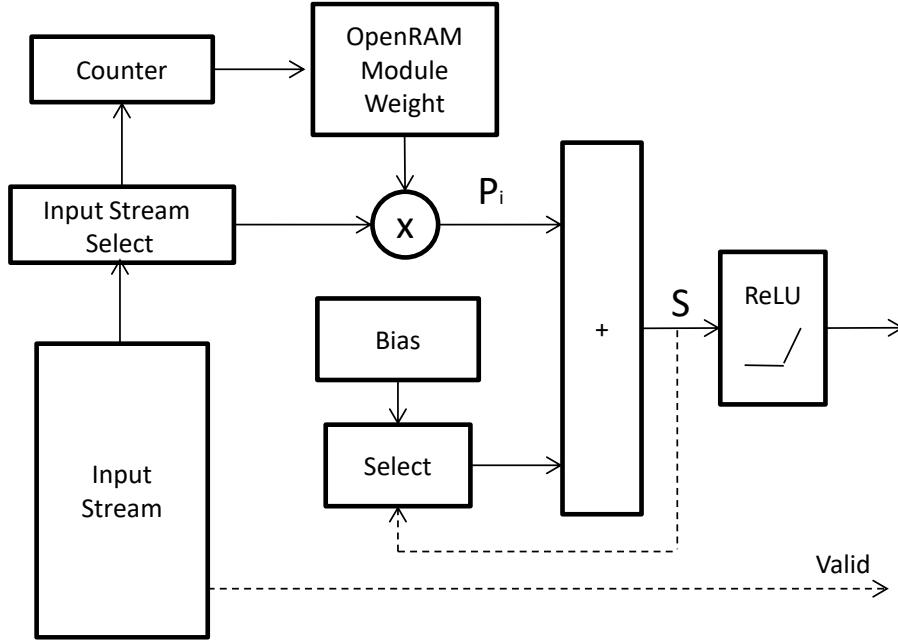 OpenRAM
Module
Weight
Counter
Input Stream
Select
x
Pi
Bias
Select
+
S
ReLU
Input
Stream
Valid